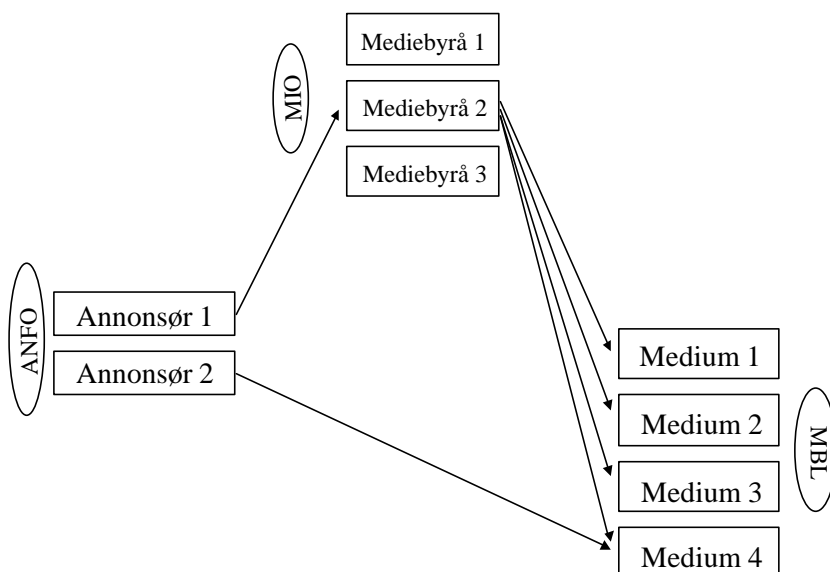 Mediebyrå 1
MIO
Mediebyrå 2
Mediebyrå 3
ANFO
Annonsør 1
Annonsør 2
Medium 1
Medium 2
MBL
Medium 3
Medium 4